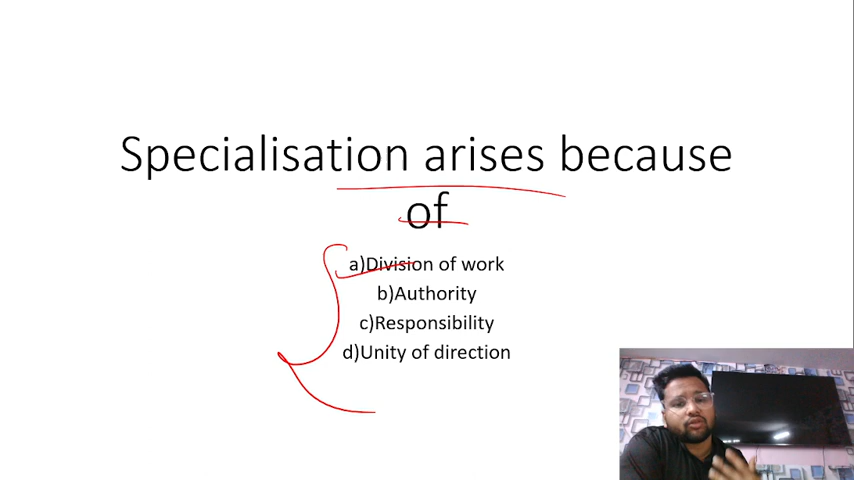 Specialisation arises because
of
a)Division of work
b)Authority
c)Responsibility
d)Unity of direction